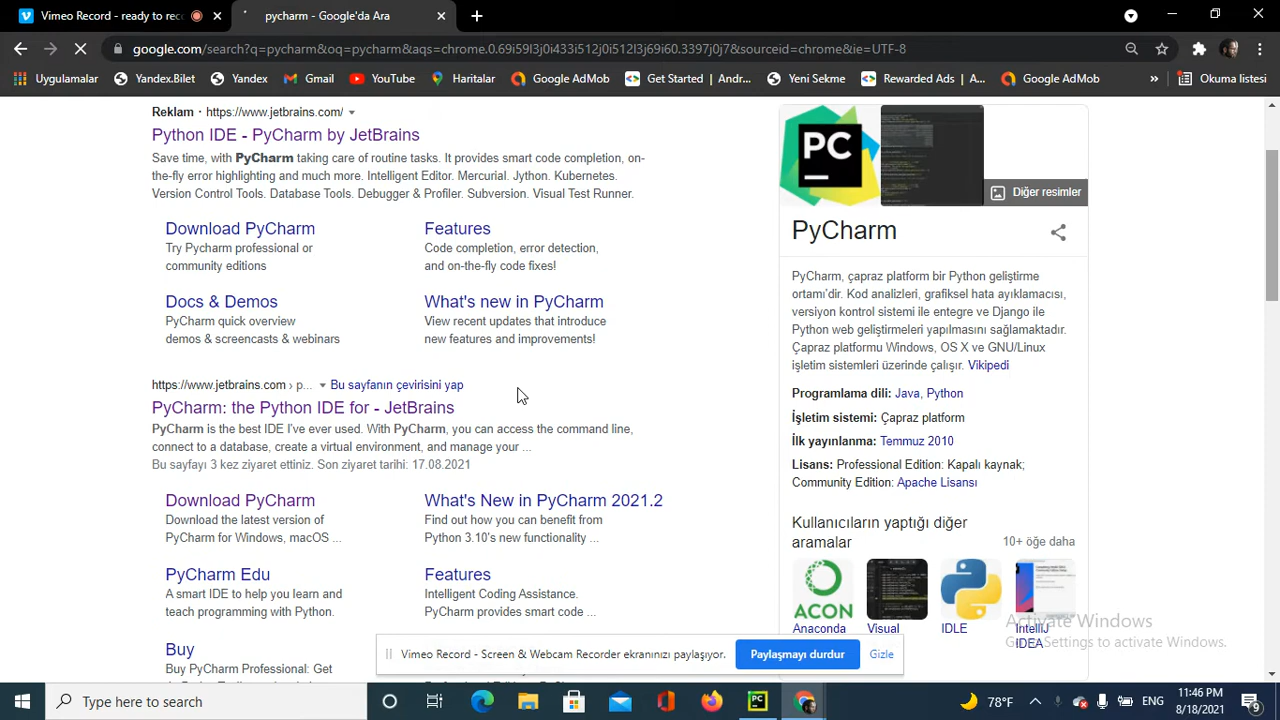 Vimeo Record - ready to rec
pycharm - Google'da Ara
google.com/search?q=pycharm&oq=pycharm&aqs=chrome.0.69i59l3j0i433i512j0i512l3j69i60.3397j0j7&sourceid=chrome&ie=UTF-8
Uygulamalar
Yandex.Bilet
Yandex
Gmail
YouTube
Haritalar
Google AdMob
Get Started | Andr...
Yeni Sekme
Rewarded Ads | A...
Google AdMob
»
Okuma listesi
Reklam · https://www.jetbrains.com/
Python IDE - PyCharm by JetBrains
Save time with PyCharm taking care of routine tasks. It provides smart code completion, on-
the-fly error highlighting and much more. Intelligent Editor. Vercel. Jython. Kubernetes.
Version Control Tools, Database Tools, Debugger & Profiler, Support Version, Visual Test Runner.
Download PyCharm
Try Pycharm professional or
community editions
Features
Code completion, error detection,
and on-the-fly code fixes!
Docs & Demos
PyCharm quick overview
demos & screencasts & webinars
What's new in PyCharm
View recent updates that introduce
new features and improvements!
https://www.jetbrains.com › p... Bu sayfanın çevirisini yap
PyCharm: the Python IDE for - JetBrains
PyCharm is the best IDE I've ever used. With PyCharm, you can access the command line,
connect to a database, create a virtual environment, and manage your ...
Bu sayfayı 3 kez ziyaret ettiniz. Son ziyaret tarihi: 17.08.2021
Download PyCharm
Download the latest version of
PyCharm for Windows, macOS ...
What's New in PyCharm 2021.2
Find out how you can benefit from
Python 3.10's new functionality ...
PyCharm Edu
IDE to help you learn and
teach programming with Python.
Features
Intelligent Coding Assistance.
PyCharm provides smart code ...
Buy
Buy PyCharm Professional: Get
PC
Diğer resimler
PyCharm
PyCharm, çapraz platform bir Python geliştirme
ortamı'dir. Kod analizleri, grafiksel hata ayıklamacısı,
versiyon kontrol sistemi ile entegre ve Django ile
Python web geliştirmeleri yapılmasını sağlamaktadır.
Çapraz platformu Windows, OS X ve GNU/Linux
işletim sistemleri üzerinde çalışır. Vikipedi
Programlama dili: Java, Python
İşletim sistemi: Çapraz platform
İlk yayınlanma: Temmuz 2010
Lisans: Professional Edition: Kapalı kaynak;
Community Edition: Apache Lisansı
Kullanıcıların yaptığı diğer
aramalar
10+ öğe daha
ACON
Anaconda
Visual
IDLE
IntelliJ
IDEA
Activate Windows
Go to Settings to activate Windows.
Vimeo Record - Screen & Webcam Recorder ekranınızı paylaşıyor.
Paylaşmayı durdur
Gizle
Type here to search
PC
78°F
ENG
11:46 PM
8/18/2021